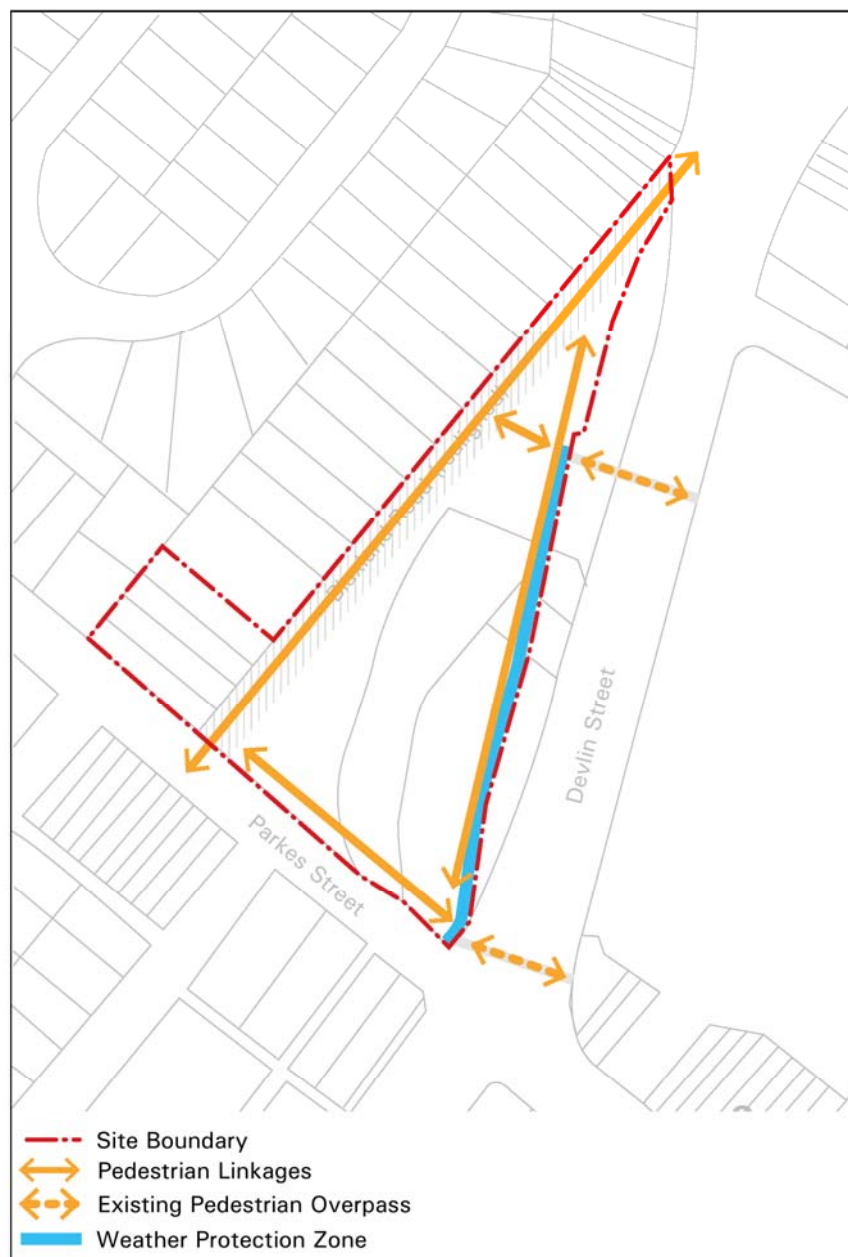 Devlin Street
Parkes Street
Site Boundary
Pedestrian Linkages
Existing Pedestrian Overpass
Weather Protection Zone